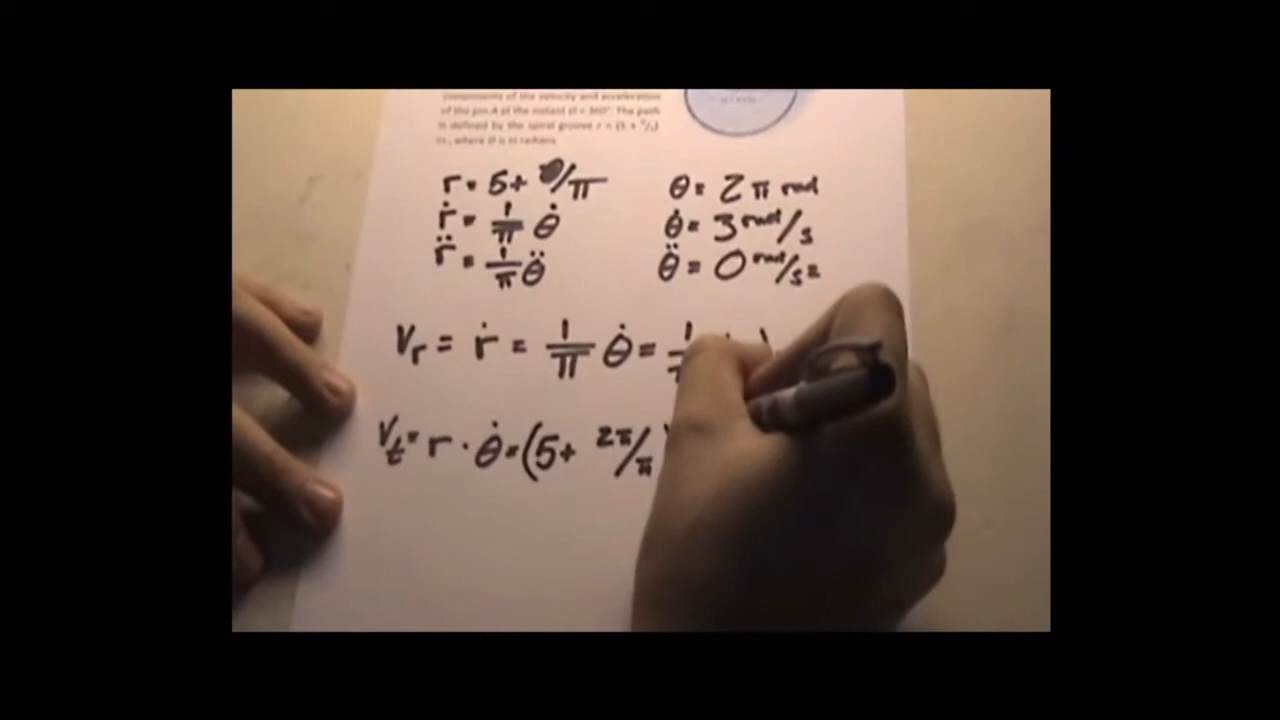 components of the velocity and acceleration
of the pin A at the instant θ = 360°. The path
is defined by the spiral groove r = (5 + θ/π)
in., where θ is in radians.
r = 5 + θ/π
θ = 2π rad
ṙ = 1/π θ̇
θ̇ = 3 rad/s
r̈ = 1/π θ̈
θ̈ = 0 rad/s²
Vr = ṙ = 1/π θ̇ = 1
Vt = r · θ̇ = (5 + 2π/π